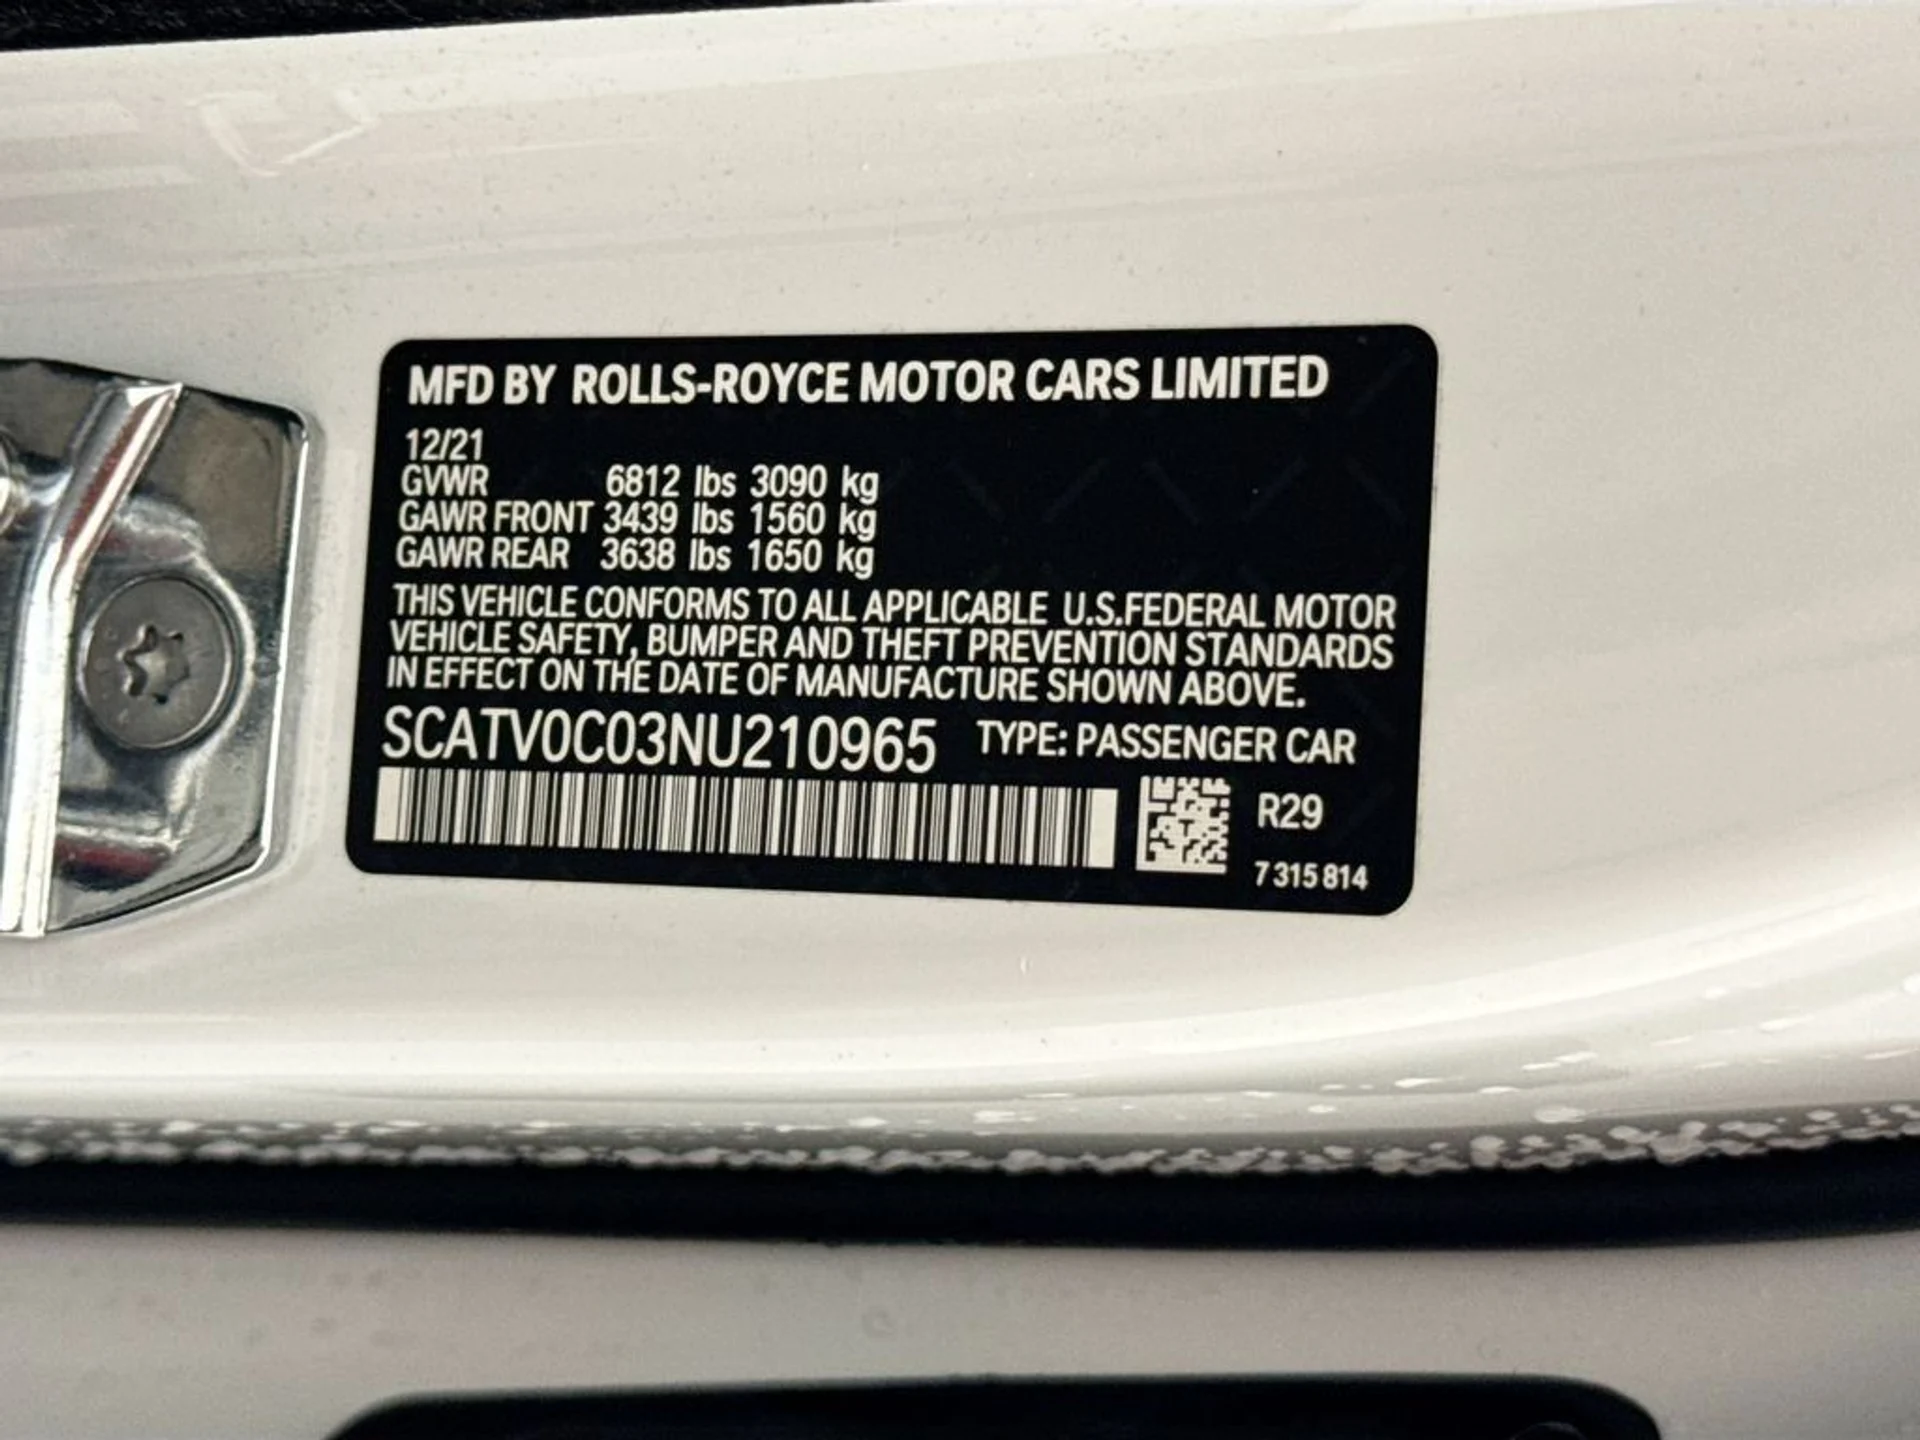 MFD BY ROLLS-ROYCE MOTOR CARS LIMITED
12/21
GVWR 6812 lbs 3090 kg
GAWR FRONT 3439 lbs 1560 kg
GAWR REAR 3638 lbs 1650 kg
THIS VEHICLE CONFORMS TO ALL APPLICABLE U.S.FEDERAL MOTOR
VEHICLE SAFETY, BUMPER AND THEFT PREVENTION STANDARDS
IN EFFECT ON THE DATE OF MANUFACTURE SHOWN ABOVE.
SCATV0C03NU210965 TYPE: PASSENGER CAR
R29
7 315 814